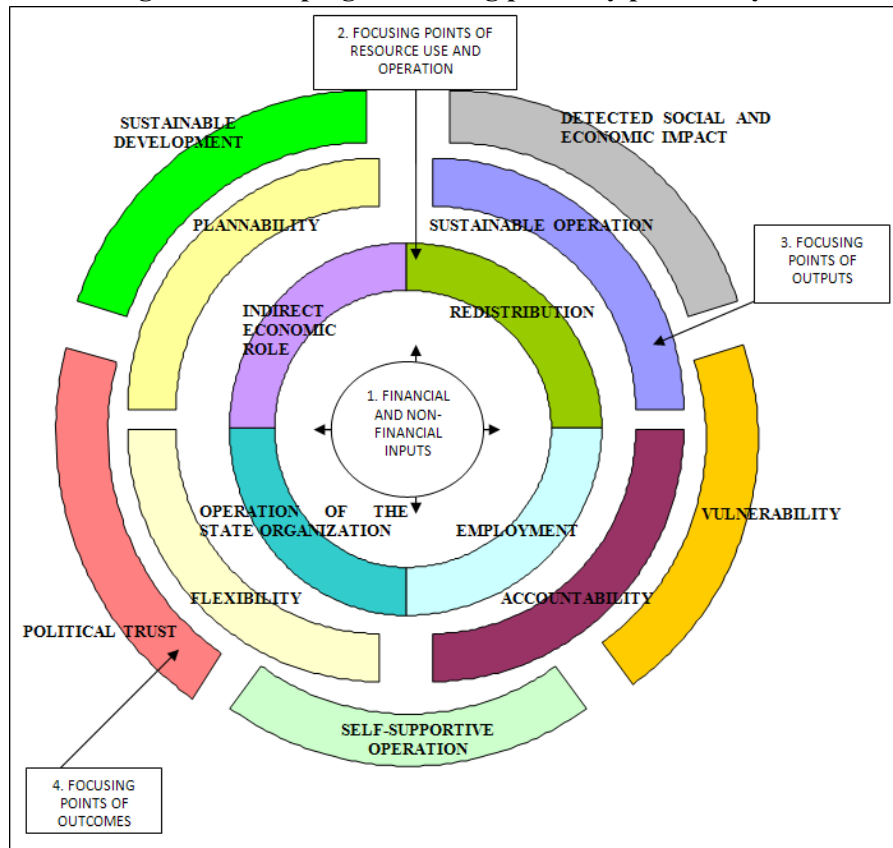 2. FOCUSING POINTS OF
RESOURCE USE AND
OPERATION
SUSTAINABLE
DEVELOPMENT
DETECTED SOCIAL AND
ECONOMIC IMPACT
PLANNABILITY
SUSTAINABLE OPERATION
3. FOCUSING
POINTS OF
OUTPUTS
INDIRECT
ECONOMIC
ROLE
REDISTRIBUTION
1. FINANCIAL
AND NON-
FINANCIAL
INPUTS
OPERATION OF THE
STATE ORGANIZATION
EMPLOYMENT
VULNERABILITY
FLEXIBILITY
ACCOUNTABILITY
POLITICAL TRUST
SELF-SUPPORTIVE
OPERATION
4. FOCUSING
POINTS OF
OUTCOMES